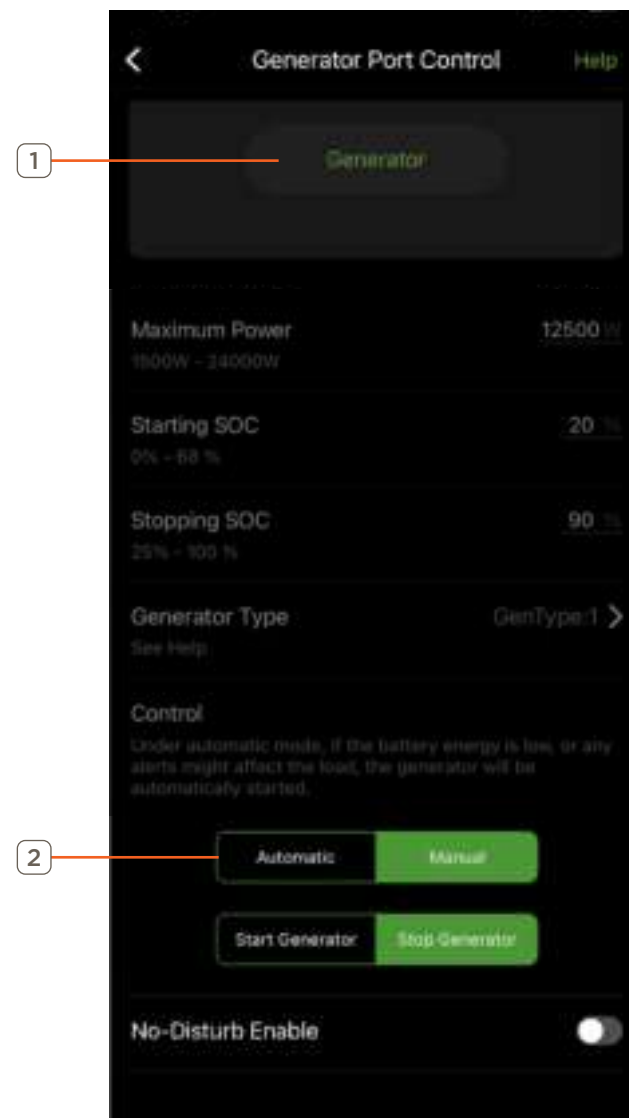 Generator Port Control Help
1
Generator
Maximum Power 12500 W
1500W - 24000W
Starting SOC 20 %
0% - 68 %
Stopping SOC 90 %
25% - 100 %
Generator Type GenType:1
See Help
Control
Under automatic mode, if the battery energy is low, or any
alerts might affect the load, the generator will be
automatically started.
2
Automatic Manual
Start Generator Stop Generator
No-Disturb Enable